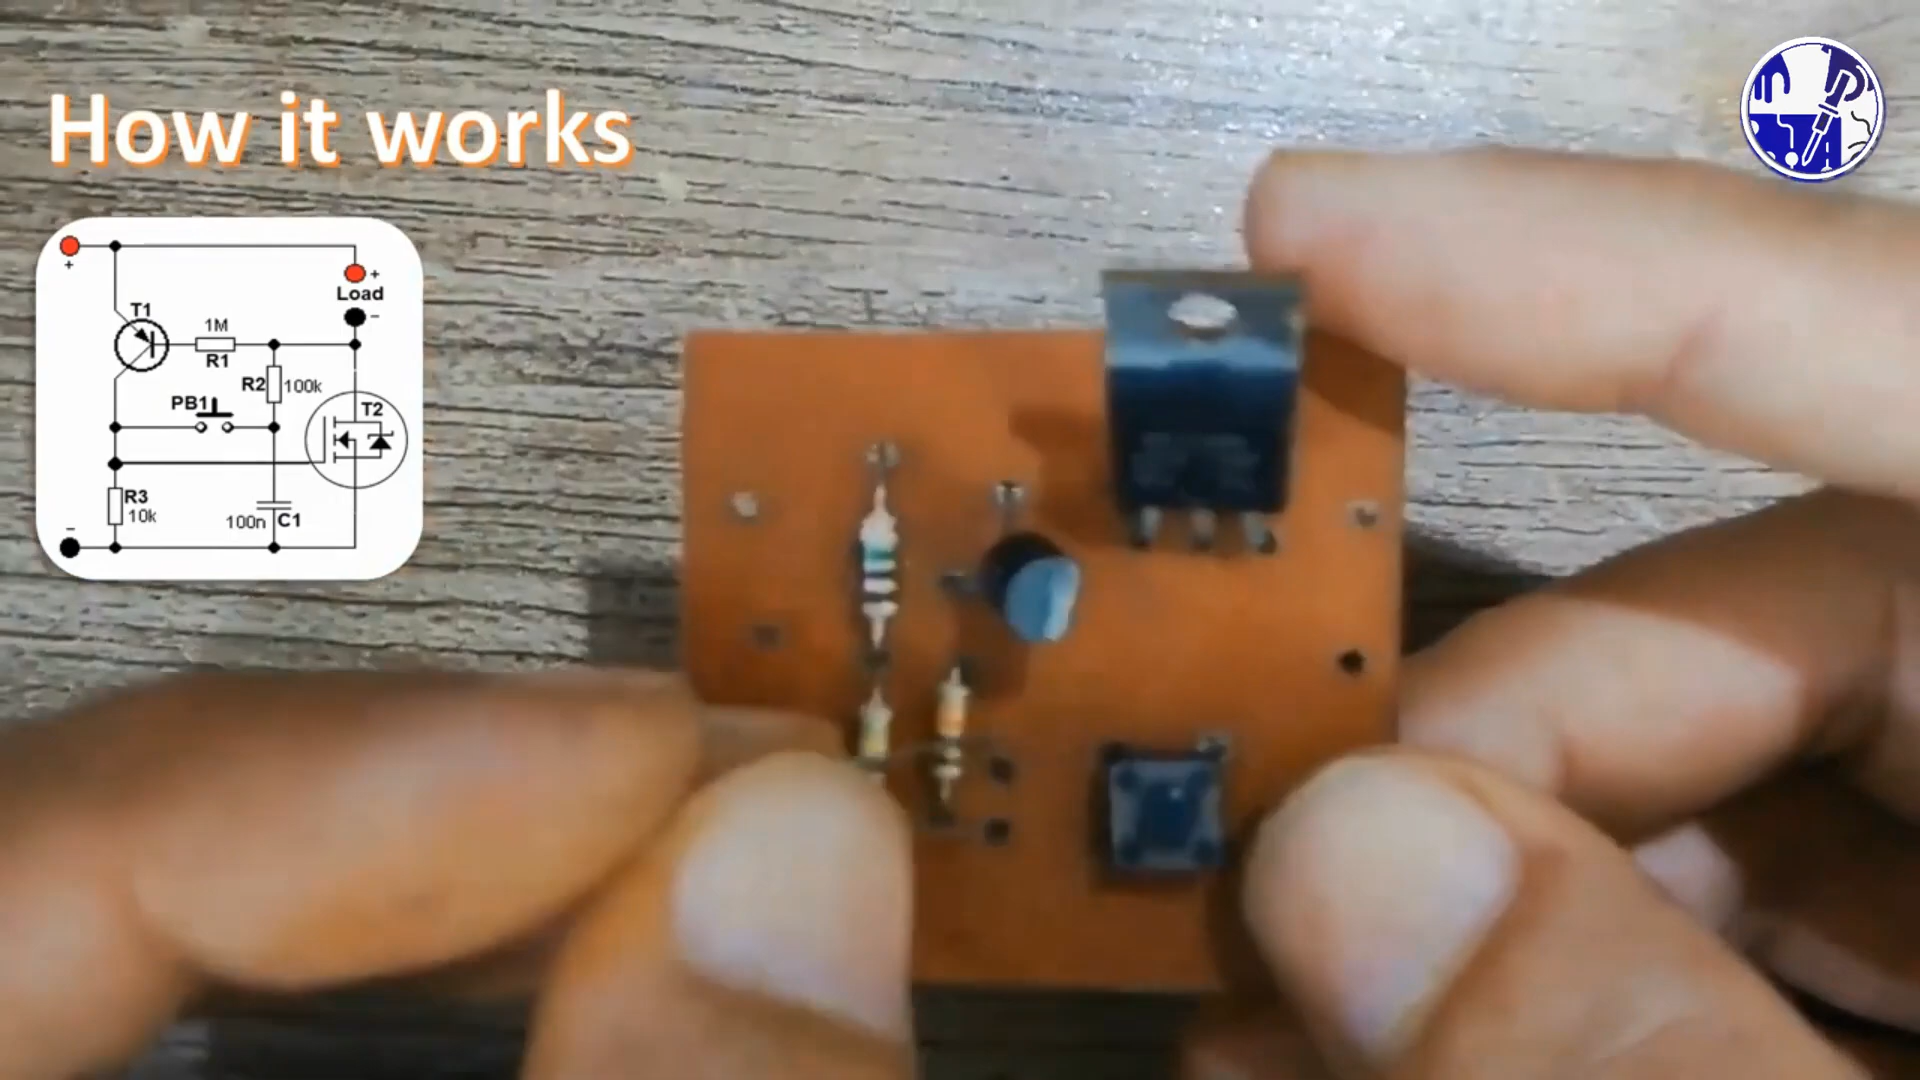 How it works
+
+
Load
-
T1
1M
R1
R2 100k
PB1
T2
R3
10k
-
100n C1